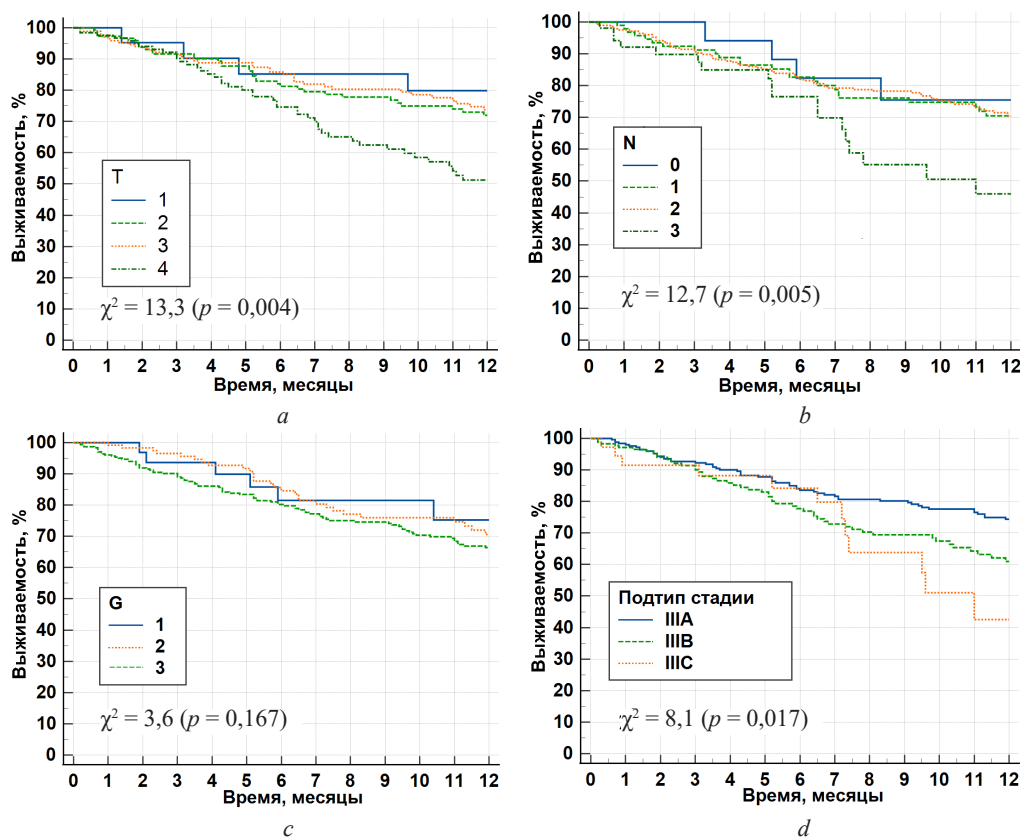 Выживаемость, %
100
90
80
70
60
50
40
30
20
10
0
T
1
2
3
4
χ² = 13,3 (p = 0,004)
0 1 2 3 4 5 6 7 8 9 10 11 12
Время, месяцы
a
Выживаемость, %
100
90
80
70
60
50
40
30
20
10
0
N
0
1
2
3
χ² = 12,7 (p = 0,005)
0 1 2 3 4 5 6 7 8 9 10 11 12
Время, месяцы
b
Выживаемость, %
100
90
80
70
60
50
40
30
20
10
0
G
1
2
3
χ² = 3,6 (p = 0,167)
0 1 2 3 4 5 6 7 8 9 10 11 12
Время, месяцы
c
Выживаемость, %
100
90
80
70
60
50
40
30
20
10
0
Подтип стадии
IIIA
IIIB
IIIC
χ² = 8,1 (p = 0,017)
0 1 2 3 4 5 6 7 8 9 10 11 12
Время, месяцы
d